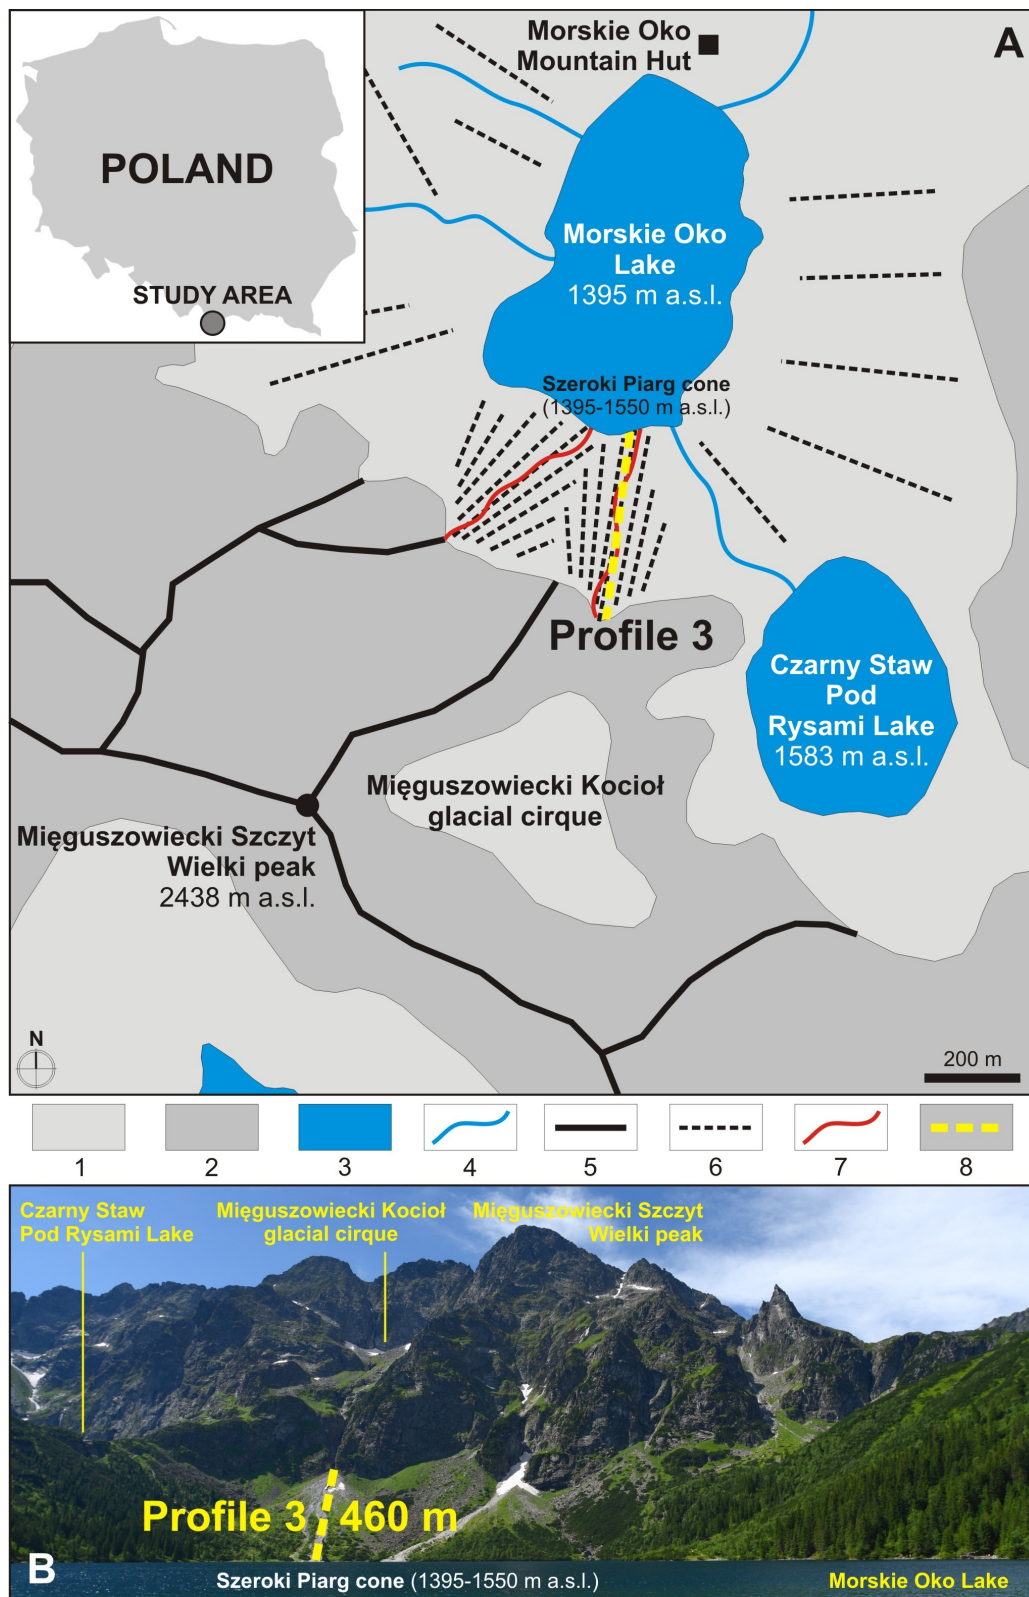 A
Morskie Oko
Mountain Hut
POLAND
STUDY AREA
Morskie Oko
Lake
1395 m a.s.l.
Szeroki Piarg cone
(1395-1550 m a.s.l.)
Profile 3
Czarny Staw
Pod
Rysami Lake
1583 m a.s.l.
Mięguszowiecki Kocioł
glacial cirque
Mięguszowiecki Szczyt
Wielki peak
2438 m a.s.l.
N
200 m
1 2 3 4 5 6 7 8
Czarny Staw
Pod Rysami Lake
Mięguszowiecki Kocioł
glacial cirque
Mięguszowiecki Szczyt
Wielki peak
Profile 3 460 m
B
Szeroki Piarg cone (1395-1550 m a.s.l.)
Morskie Oko Lake